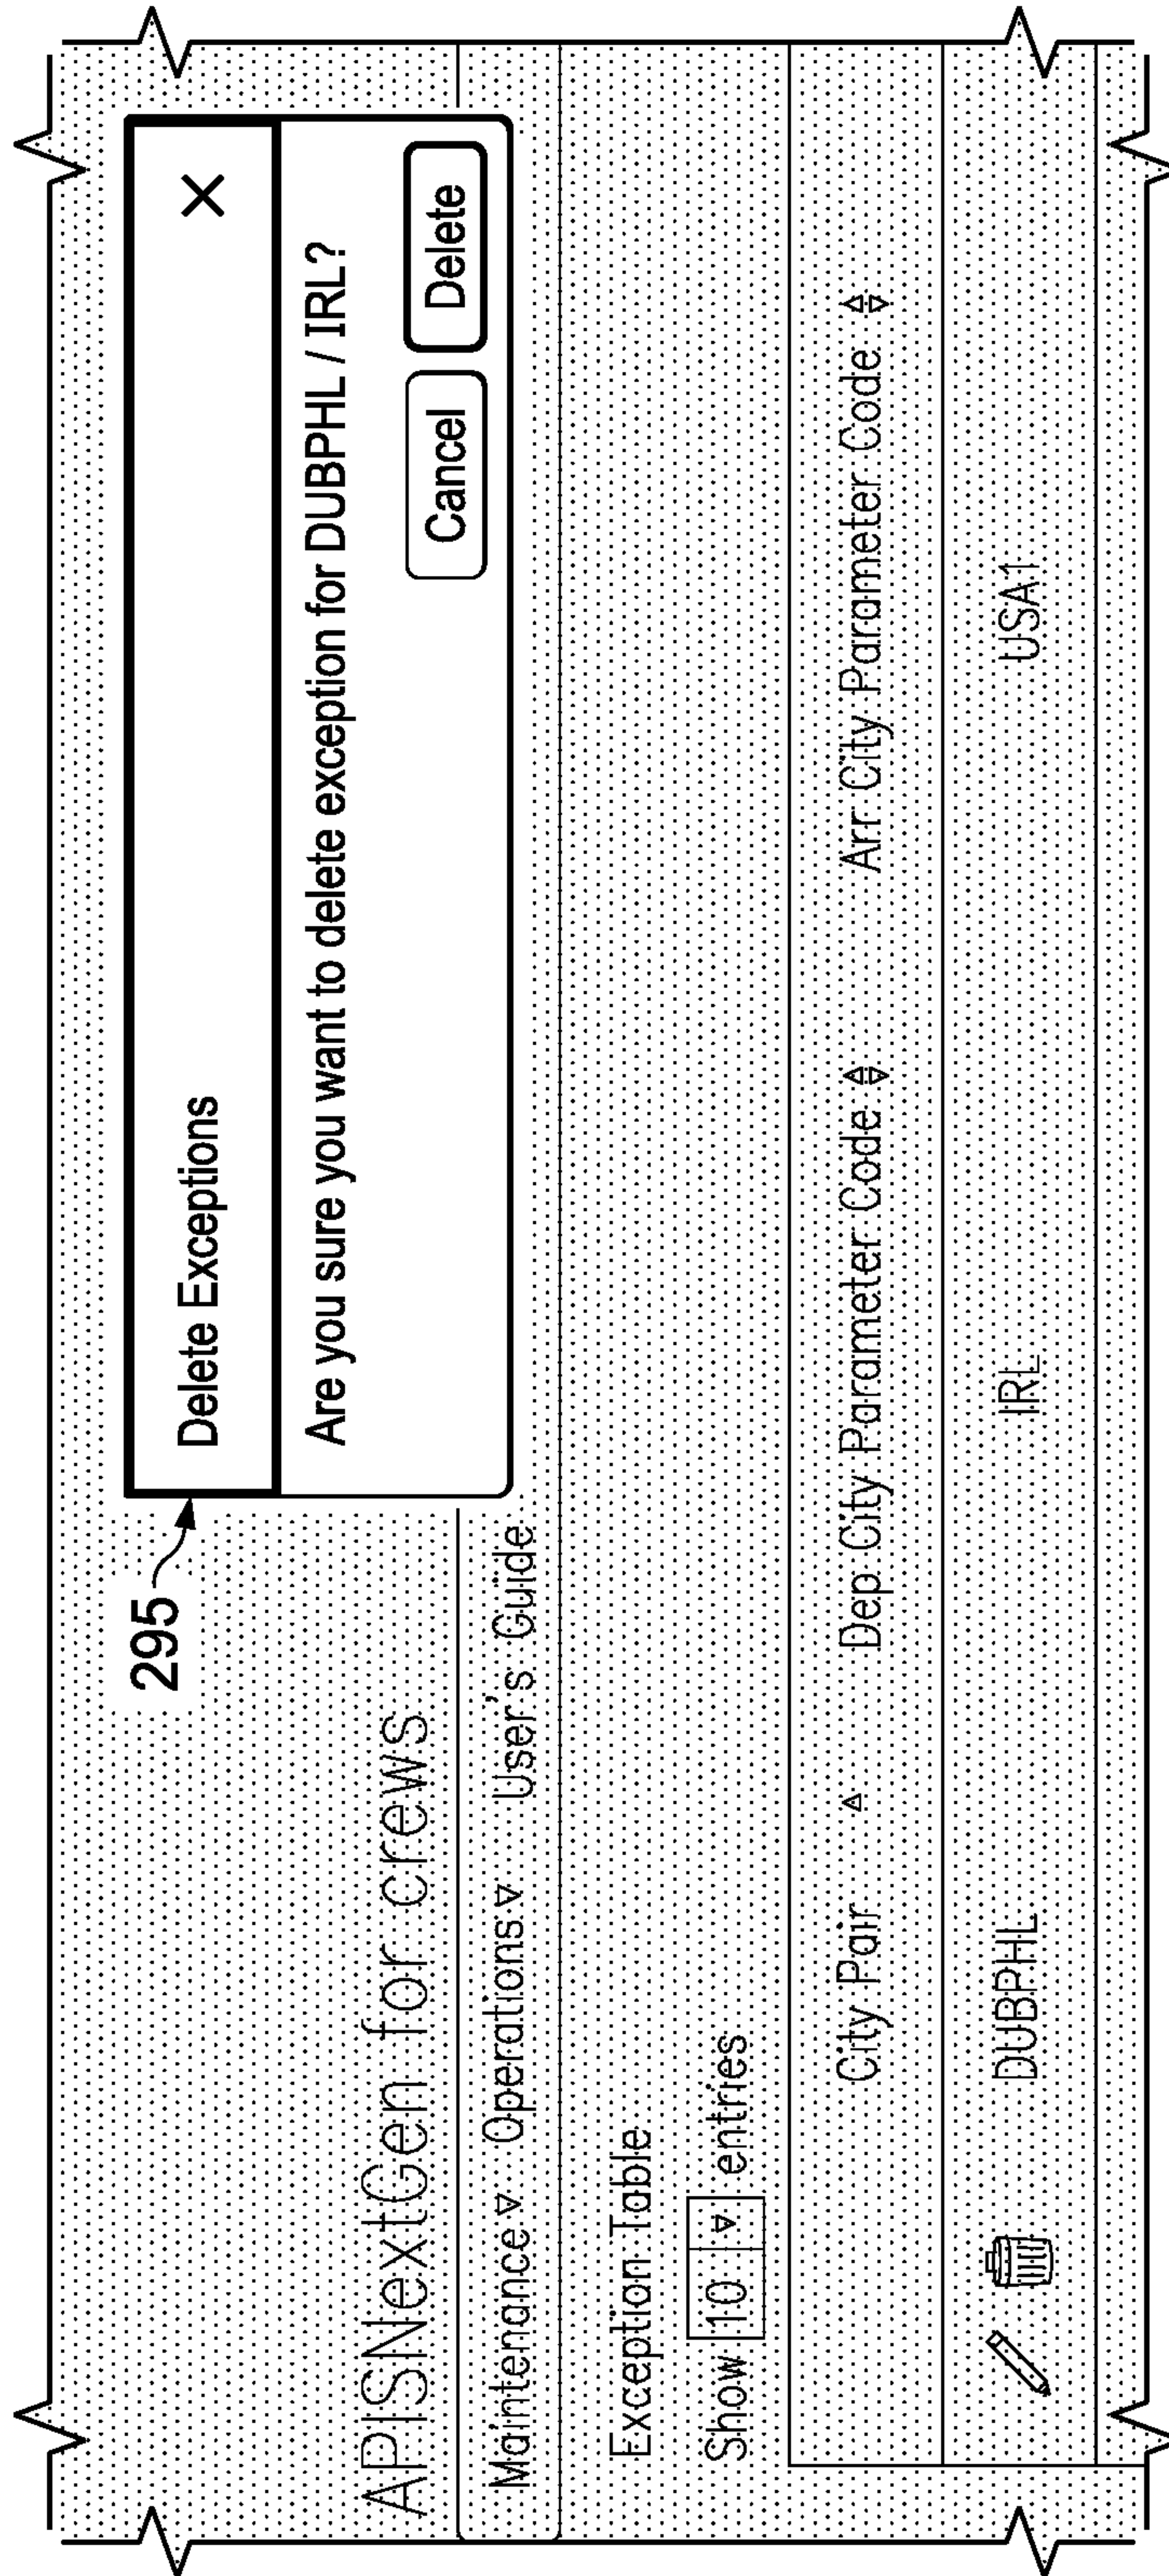 295
Delete Exceptions X
Are you sure you want to delete exception for DUBPHL / IRL?
Cancel Delete
APISNextGen for crews
Maintenance Operations User's Guide
Exception Table
Show 10 entries
City Pair Dep City Parameter Code Arr City Parameter Code
DUBPHL IRL USA1